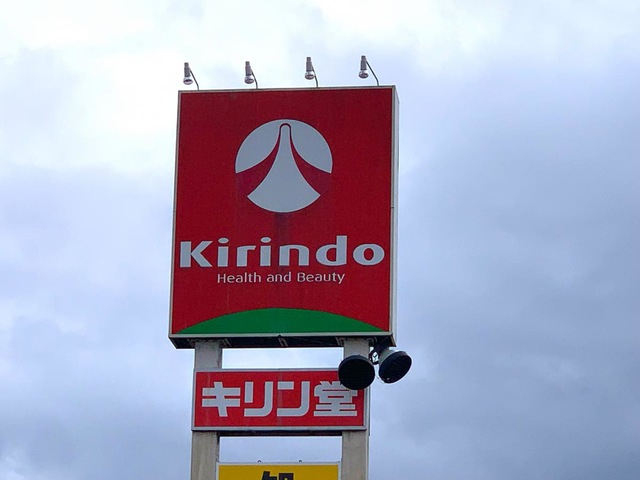 Kirindo
Health and Beauty
キリン堂